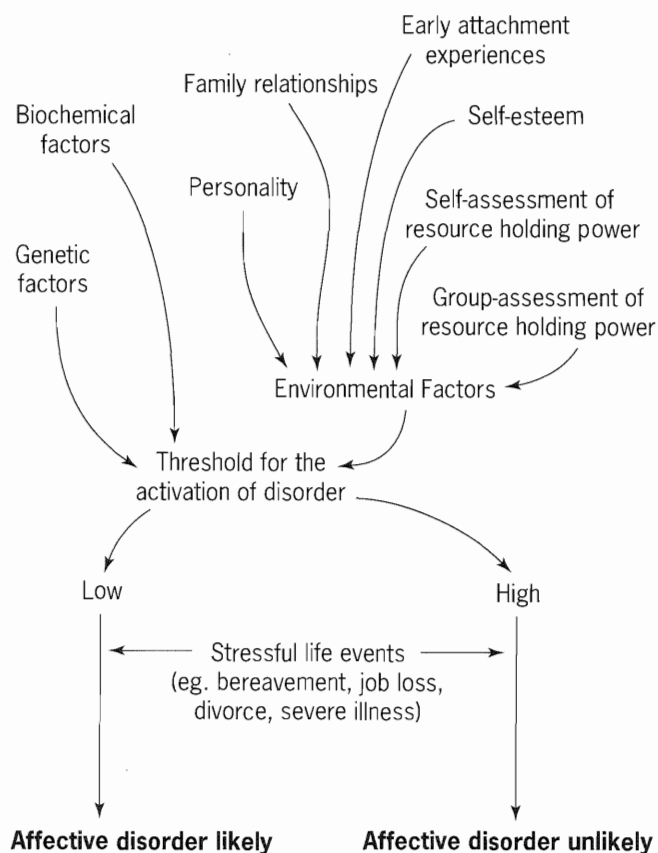 Early attachment
experiences
Family relationships
Self-esteem
Biochemical
factors
Personality
Self-assessment of
resource holding power
Genetic
factors
Group-assessment of
resource holding power
Environmental Factors
Threshold for the
activation of disorder
Low
High
Stressful life events
(eg. bereavement, job loss,
divorce, severe illness)
Affective disorder likely
Affective disorder unlikely